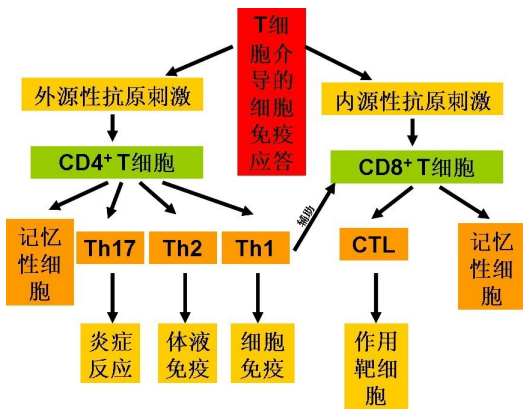 T细
胞介
导的
细胞
免疫
应答
外源性抗原刺激
内源性抗原刺激
CD4⁺ T细胞
CD8⁺ T细胞
辅助
记忆
性细
胞
Th17
Th2
Th1
CTL
记忆
性细
胞
炎症
反应
体液
免疫
细胞
免疫
作用
靶细
胞